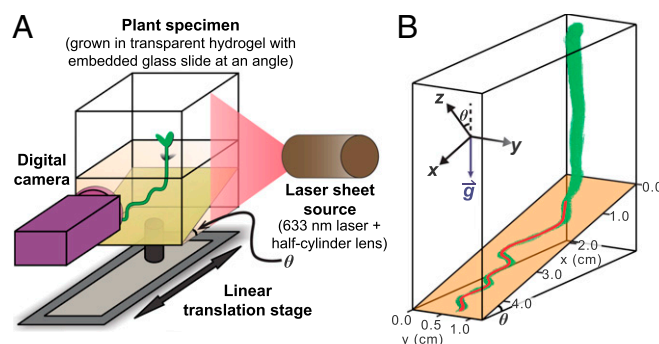 A
Plant specimen
(grown in transparent hydrogel with
embedded glass slide at an angle)
Digital
camera
Laser sheet
source
(633 nm laser +
half-cylinder lens)
θ
Linear
translation stage
B
z
θ
y
x
g
0.0
1.0
2.0
x (cm)
3.0
4.0
θ
0.0
0.5
1.0
y (cm)